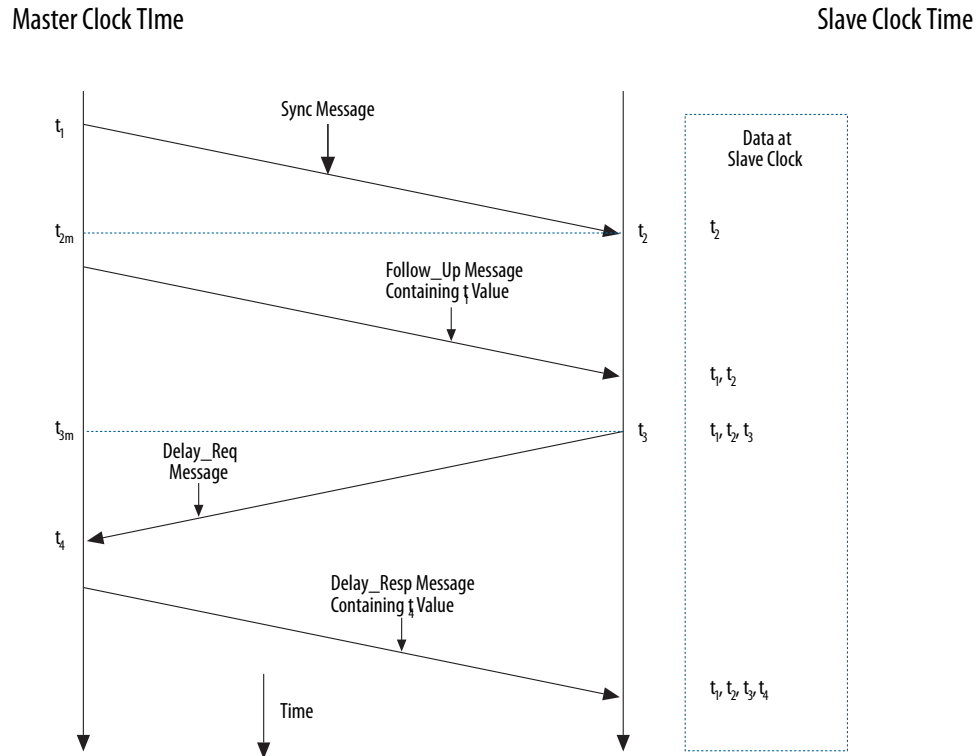 Master Clock TIme
Slave Clock Time
Sync Message
t1
Data at
Slave Clock
t2m
t2
t2
Follow_Up Message
Containing t1 Value
t1, t2
t3m
t3
t1, t2, t3
Delay_Req
Message
t4
Delay_Resp Message
Containing t4 Value
t1, t2, t3, t4
Time